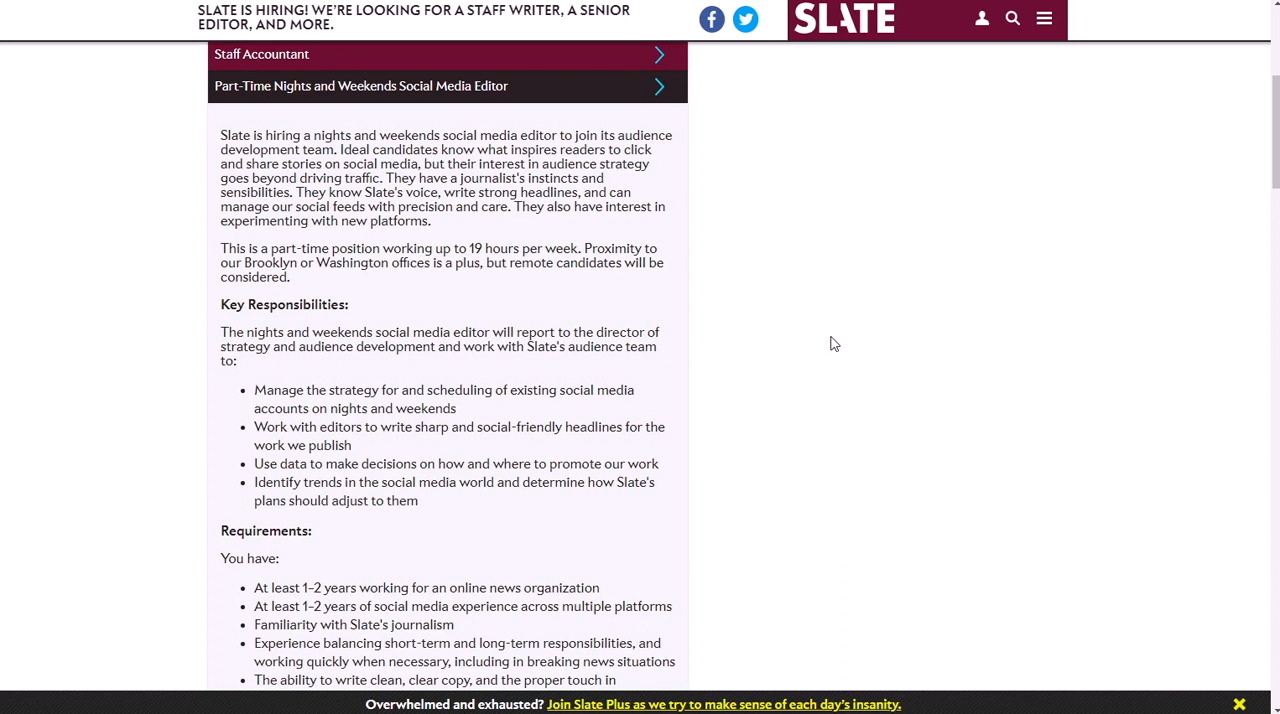 SLATE IS HIRING! WE’RE LOOKING FOR A STAFF WRITER, A SENIOR
EDITOR, AND MORE.
SLATE
Staff Accountant
Part-Time Nights and Weekends Social Media Editor
Slate is hiring a nights and weekends social media editor to join its audience
development team. Ideal candidates know what inspires readers to click
and share stories on social media, but their interest in audience strategy
goes beyond driving traffic. They have a journalist's instincts and
sensibilities. They know Slate's voice, write strong headlines, and can
manage our social feeds with precision and care. They also have interest in
experimenting with new platforms.
This is a part-time position working up to 19 hours per week. Proximity to
our Brooklyn or Washington offices is a plus, but remote candidates will be
considered.
Key Responsibilities:
The nights and weekends social media editor will report to the director of
strategy and audience development and work with Slate's audience team
to:
• Manage the strategy for and scheduling of existing social media
accounts on nights and weekends
• Work with editors to write sharp and social-friendly headlines for the
work we publish
• Use data to make decisions on how and where to promote our work
• Identify trends in the social media world and determine how Slate's
plans should adjust to them
Requirements:
You have:
• At least 1-2 years working for an online news organization
• At least 1-2 years of social media experience across multiple platforms
• Familiarity with Slate's journalism
• Experience balancing short-term and long-term responsibilities, and
working quickly when necessary, including in breaking news situations
• The ability to write clean, clear copy, and the proper touch in
Overwhelmed and exhausted? Join Slate Plus as we try to make sense of each day’s insanity.